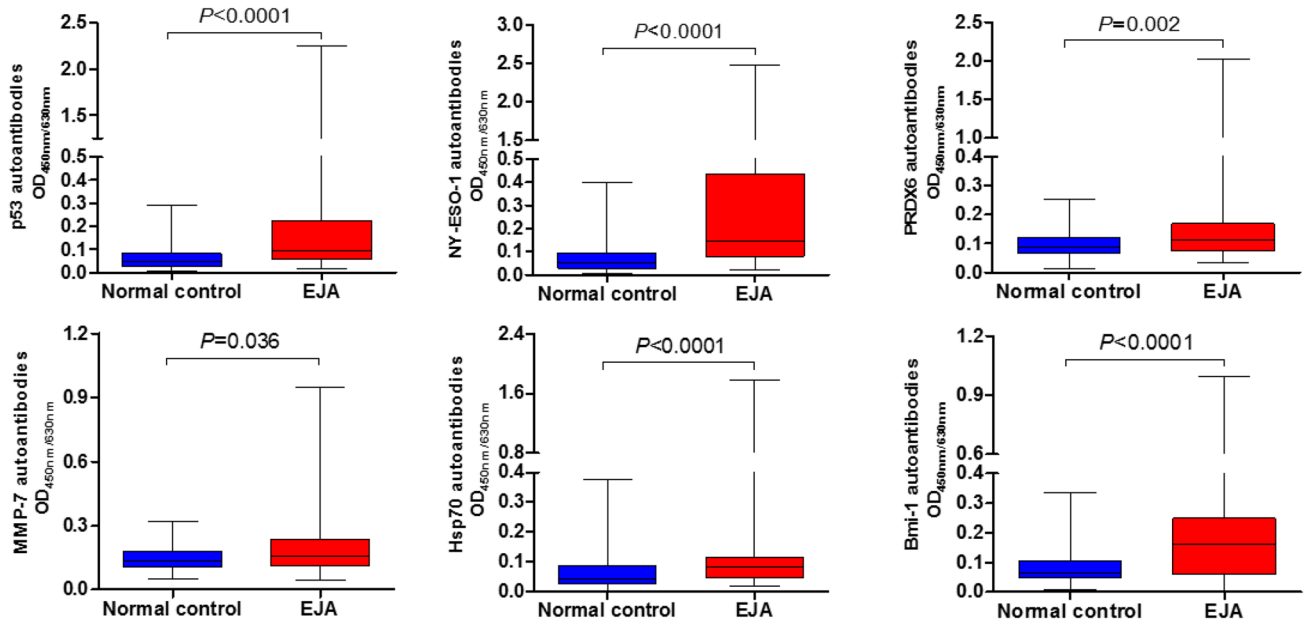 P<0.0001
p53 autoantibodies
OD450nm/630nm
2.5
2.0
1.5
1.0
0.5
0.4
0.3
0.2
0.1
0.0
Normal control
EJA
P<0.0001
NY-ESO-1 autoantibodies
OD450nm/630nm
3.0
2.5
2.0
1.5
0.5
0.4
0.3
0.2
0.1
0.0
Normal control
EJA
P=0.002
PRDX6 autoantibodies
OD450nm/630nm
2.5
2.0
1.5
1.0
0.4
0.3
0.2
0.1
0.0
Normal control
EJA
P=0.036
MMP-7 autoantibodies
OD450nm/630nm
1.2
0.9
0.6
0.3
0.0
Normal control
EJA
P<0.0001
Hsp70 autoantibodies
OD450nm/630nm
2.4
1.6
0.8
0.4
0.3
0.2
0.1
0.0
Normal control
EJA
P<0.0001
Bmi-1 autoantibodies
OD450nm/630nm
1.2
0.9
0.6
0.4
0.3
0.2
0.1
0.0
Normal control
EJA